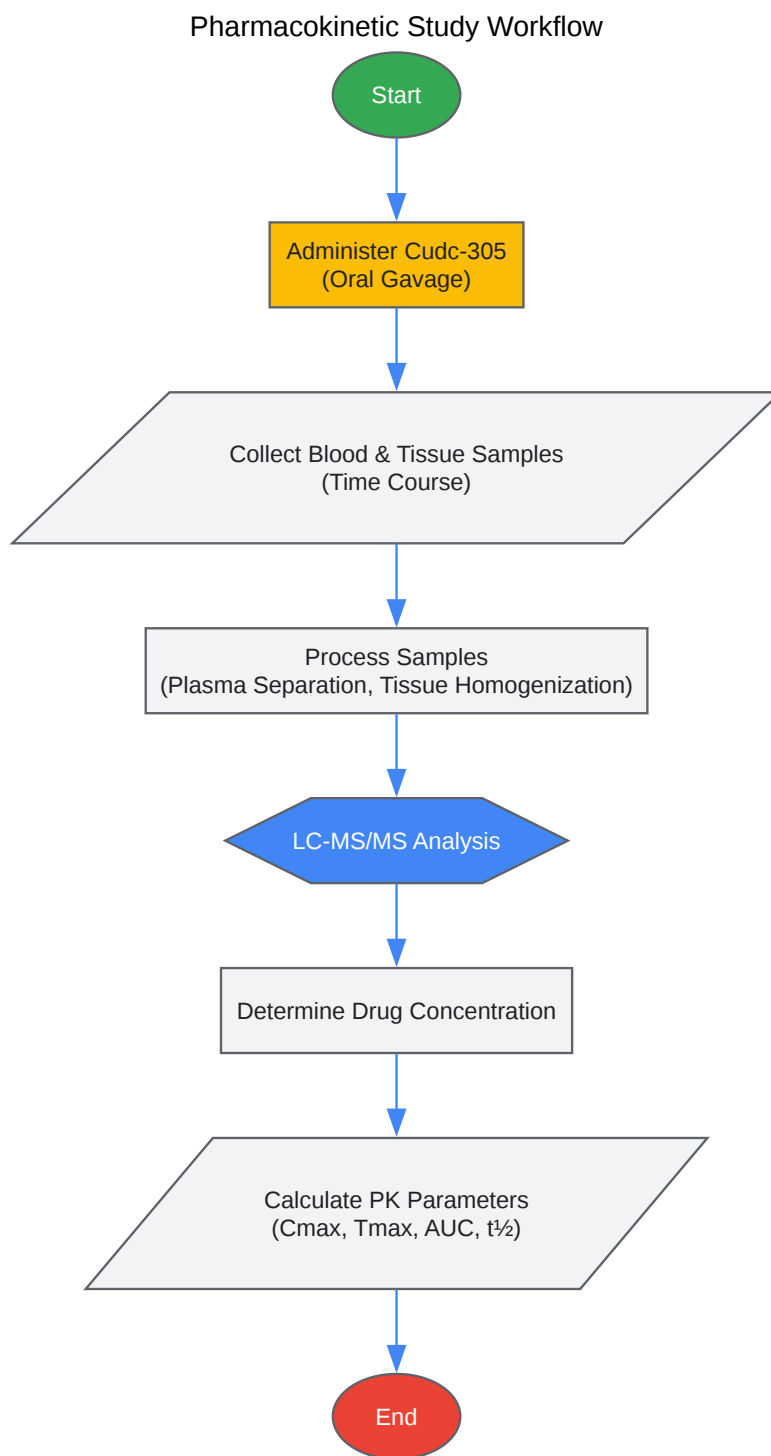 Pharmacokinetic Study Workflow
Start
Administer Cudc-305
(Oral Gavage)
Collect Blood & Tissue Samples
(Time Course)
Process Samples
(Plasma Separation, Tissue Homogenization)
LC-MS/MS Analysis
Determine Drug Concentration
Calculate PK Parameters
(Cmax, Tmax, AUC, t½)
End